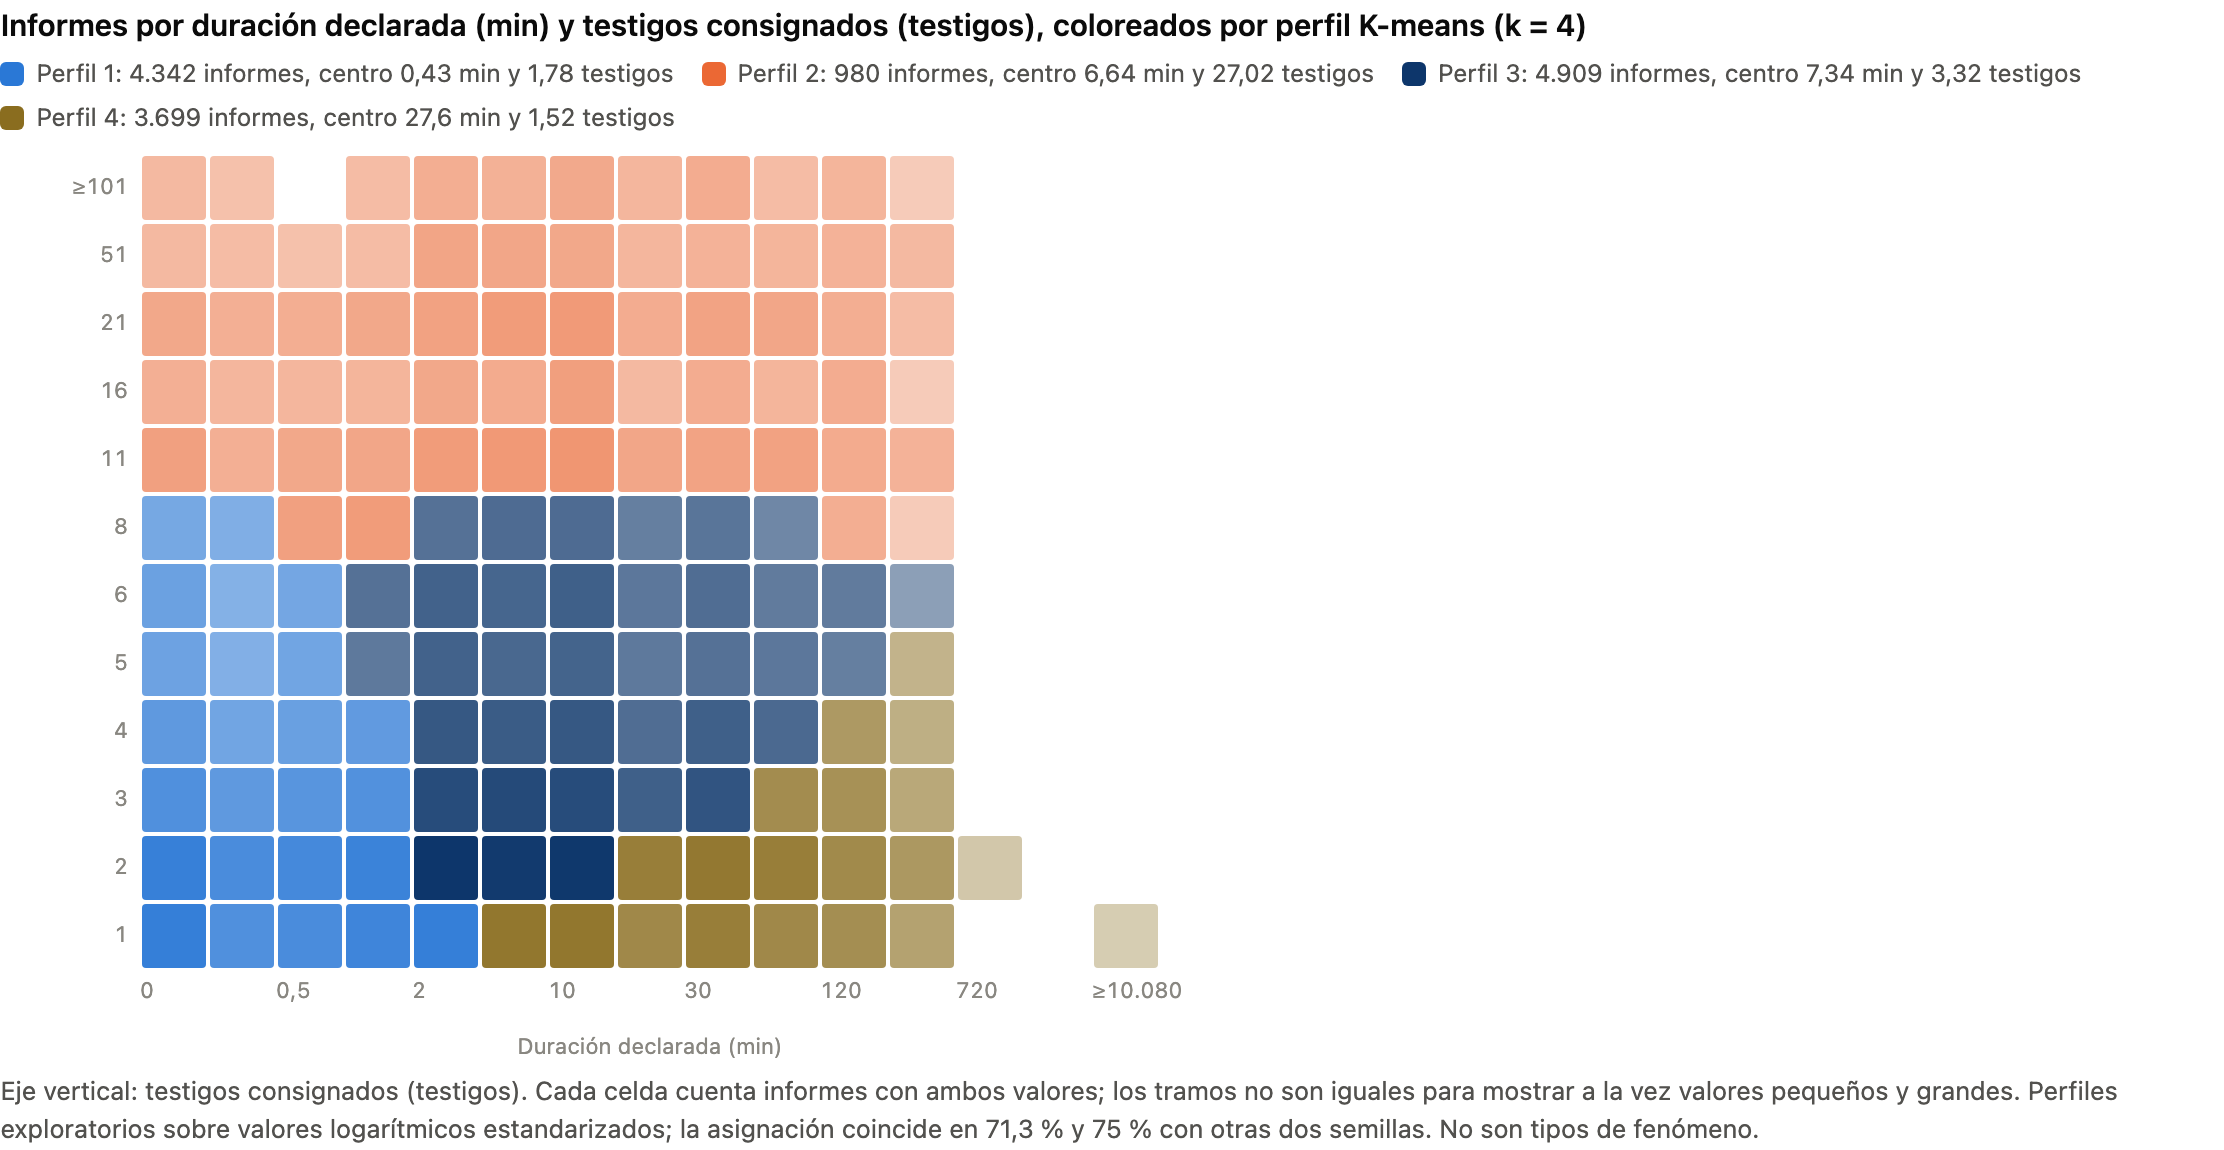 Informes por duración declarada (min) y testigos consignados (testigos), coloreados por perfil K-means (k = 4)
Perfil 1: 4.342 informes, centro 0,43 min y 1,78 testigos
Perfil 2: 980 informes, centro 6,64 min y 27,02 testigos
Perfil 3: 4.909 informes, centro 7,34 min y 3,32 testigos
Perfil 4: 3.699 informes, centro 27,6 min y 1,52 testigos
≥101
51
21
16
11
8
6
5
4
3
2
1
0
0,5
2
10
30
120
720
≥10.080
Duración declarada (min)
Eje vertical: testigos consignados (testigos). Cada celda cuenta informes con ambos valores; los tramos no son iguales para mostrar a la vez valores pequeños y grandes. Perfiles
exploratorios sobre valores logarítmicos estandarizados; la asignación coincide en 71,3 % y 75 % con otras dos semillas. No son tipos de fenómeno.